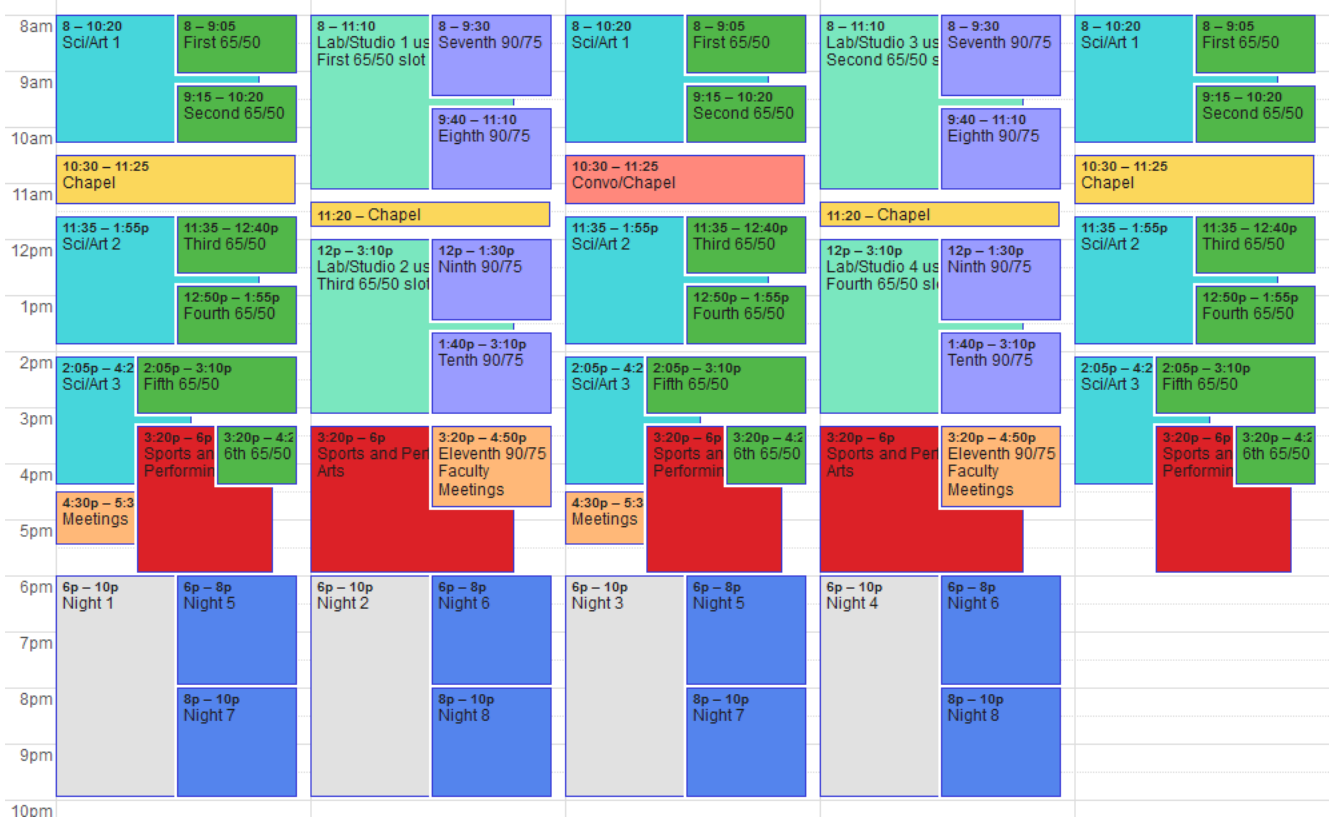 8am
9am
10am
11am
12pm
1pm
2pm
3pm
4pm
5pm
6pm
7pm
8pm
9pm
10pm
8 – 10:20
Sci/Art 1
8 – 9:05
First 65/50
9:15 – 10:20
Second 65/50
10:30 – 11:25
Chapel
11:35 – 1:55p
Sci/Art 2
11:35 – 12:40p
Third 65/50
12:50p – 1:55p
Fourth 65/50
2:05p – 4:2
Sci/Art 3
2:05p – 3:10p
Fifth 65/50
3:20p – 6p
Sports an
Performin
3:20p – 4:2
6th 65/50
4:30p – 5:3
Meetings
6p – 10p
Night 1
6p – 8p
Night 5
8p – 10p
Night 7
8 – 11:10
Lab/Studio 1 us
First 65/50 slot
8 – 9:30
Seventh 90/75
9:40 – 11:10
Eighth 90/75
11:20 – Chapel
12p – 3:10p
Lab/Studio 2 us
Third 65/50 slot
12p – 1:30p
Ninth 90/75
1:40p – 3:10p
Tenth 90/75
3:20p – 6p
Sports and Per
Arts
3:20p – 4:50p
Eleventh 90/75
Faculty
Meetings
6p – 10p
Night 2
6p – 8p
Night 6
8p – 10p
Night 8
8 – 10:20
Sci/Art 1
8 – 9:05
First 65/50
9:15 – 10:20
Second 65/50
10:30 – 11:25
Convo/Chapel
11:35 – 1:55p
Sci/Art 2
11:35 – 12:40p
Third 65/50
12:50p – 1:55p
Fourth 65/50
2:05p – 4:2
Sci/Art 3
2:05p – 3:10p
Fifth 65/50
3:20p – 6p
Sports an
Performin
3:20p – 4:2
6th 65/50
4:30p – 5:3
Meetings
6p – 10p
Night 3
6p – 8p
Night 5
8p – 10p
Night 7
8 – 11:10
Lab/Studio 3 us
Second 65/50 s
8 – 9:30
Seventh 90/75
9:40 – 11:10
Eighth 90/75
11:20 – Chapel
12p – 3:10p
Lab/Studio 4 us
Fourth 65/50 sl
12p – 1:30p
Ninth 90/75
1:40p – 3:10p
Tenth 90/75
3:20p – 6p
Sports and Per
Arts
3:20p – 4:50p
Eleventh 90/75
Faculty
Meetings
6p – 10p
Night 4
6p – 8p
Night 6
8p – 10p
Night 8
8 – 10:20
Sci/Art 1
8 – 9:05
First 65/50
9:15 – 10:20
Second 65/50
10:30 – 11:25
Chapel
11:35 – 1:55p
Sci/Art 2
11:35 – 12:40p
Third 65/50
12:50p – 1:55p
Fourth 65/50
2:05p – 4:2
Sci/Art 3
2:05p – 3:10p
Fifth 65/50
3:20p – 6p
Sports an
Performin
3:20p – 4:2
6th 65/50